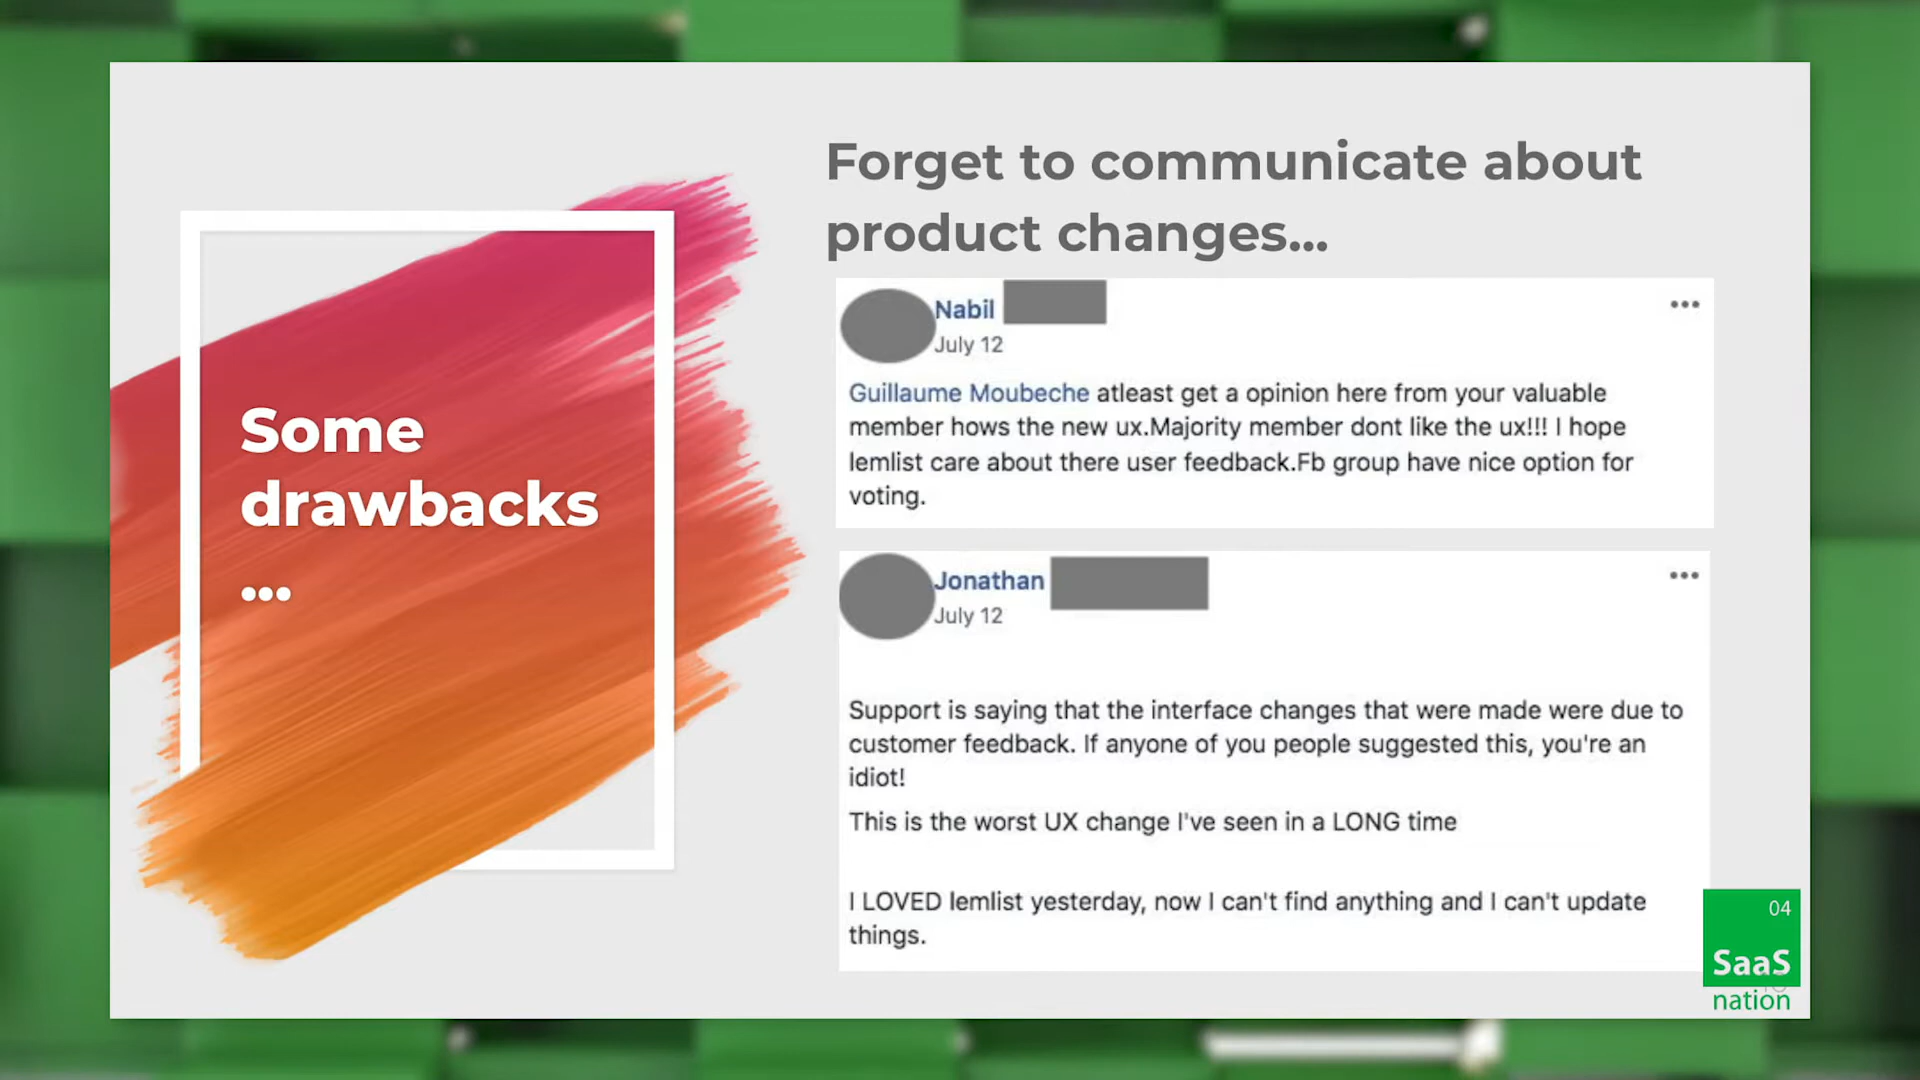 Forget to communicate about
product changes...
Some
drawbacks
...
Nabil
July 12
Guillaume Moubeche atleast get a opinion here from your valuable
member hows the new ux.Majority member dont like the ux!!! I hope
lemlist care about there user feedback.Fb group have nice option for
voting.
Jonathan
July 12
Support is saying that the interface changes that were made were due to
customer feedback. If anyone of you people suggested this, you're an
idiot!
This is the worst UX change I've seen in a LONG time
I LOVED lemlist yesterday, now I can't find anything and I can't update
things.
04
SaaS
nation